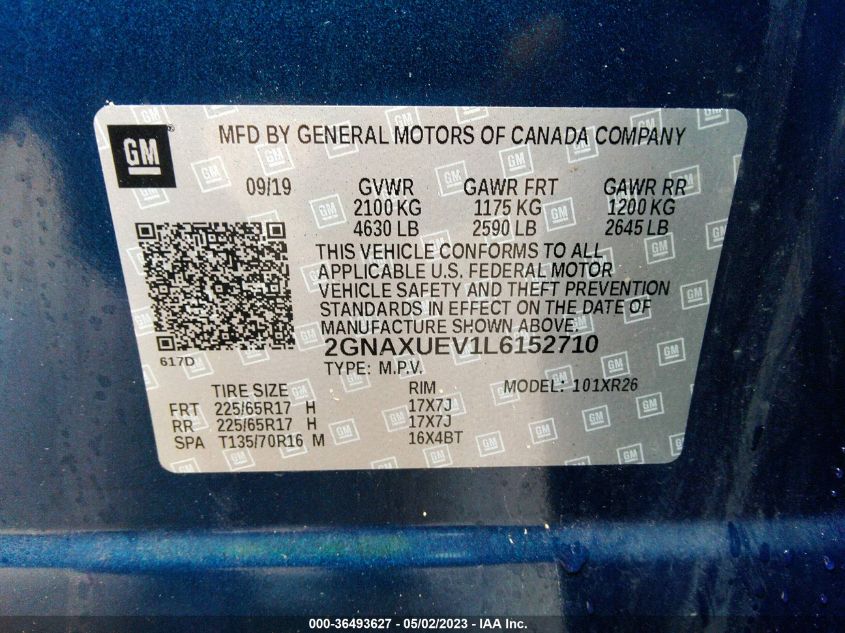 GM ®
MFD BY GENERAL MOTORS OF CANADA COMPANY
09/19 GVWR GAWR FRT GAWR RR
2100 KG 1175 KG 1200 KG
4630 LB 2590 LB 2645 LB
THIS VEHICLE CONFORMS TO ALL
APPLICABLE U.S. FEDERAL MOTOR
VEHICLE SAFETY AND THEFT PREVENTION
STANDARDS IN EFFECT ON THE DATE OF
MANUFACTURE SHOWN ABOVE.
617D
2GNAXUEV1L6152710
TYPE: M.P.V.
TIRE SIZE RIM MODEL: 101XR26
FRT 225/65R17 H 17X7J
RR 225/65R17 H 17X7J
SPA T135/70R16 M 16X4BT
000-36493627 - 05/02/2023 - IAA Inc.